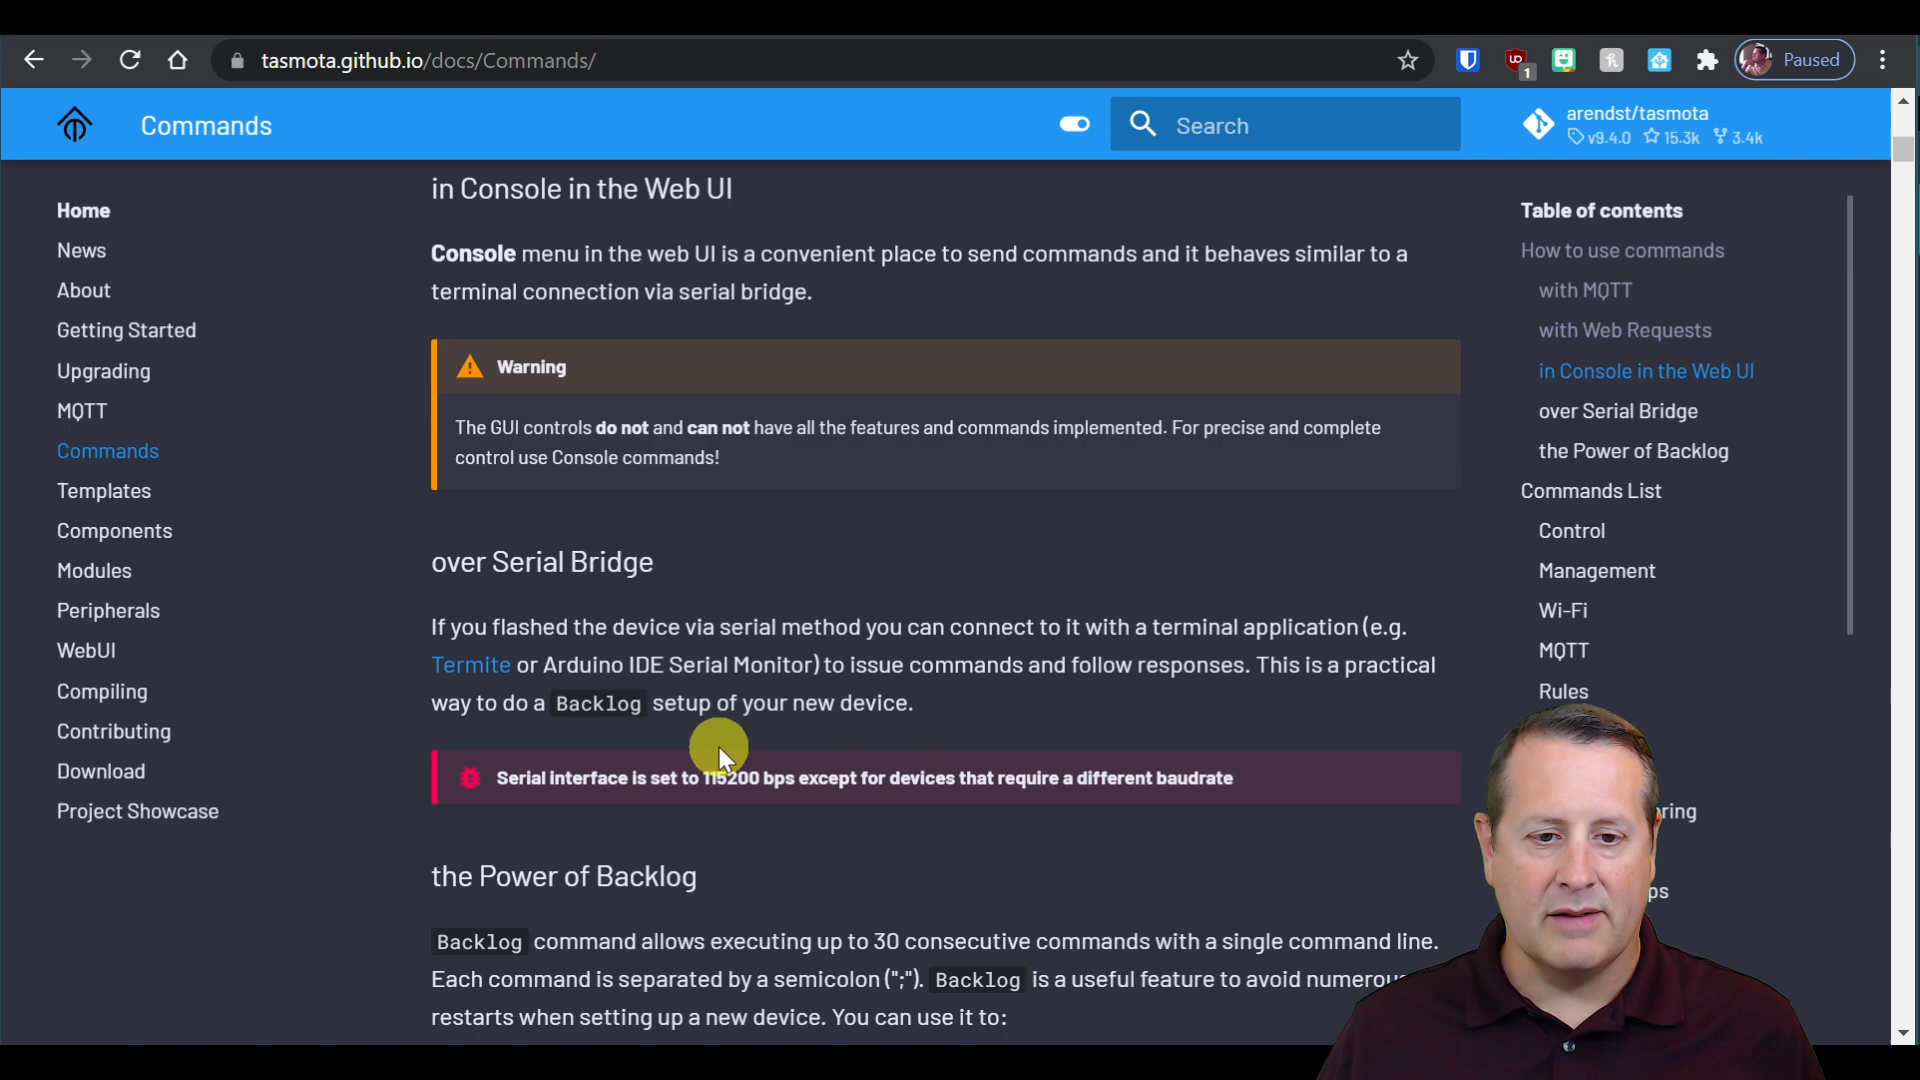 tasmota.github.io/docs/Commands/
1
Paused
Commands
Search
arendst/tasmota
v9.4.0 15.3k 3.4k
Home
News
About
Getting Started
Upgrading
MQTT
Commands
Templates
Components
Modules
Peripherals
WebUI
Compiling
Contributing
Download
Project Showcase
in Console in the Web UI
Console menu in the web UI is a convenient place to send commands and it behaves similar to a
terminal connection via serial bridge.
Warning
The GUI controls do not and can not have all the features and commands implemented. For precise and complete
control use Console commands!
over Serial Bridge
If you flashed the device via serial method you can connect to it with a terminal application (e.g.
Termite or Arduino IDE Serial Monitor) to issue commands and follow responses. This is a practical
way to do a Backlog setup of your new device.
Serial interface is set to 115200 bps except for devices that require a different baudrate
the Power of Backlog
Backlog command allows executing up to 30 consecutive commands with a single command line.
Each command is separated by a semicolon (";"). Backlog is a useful feature to avoid numerou
restarts when setting up a new device. You can use it to:
Table of contents
How to use commands
with MQTT
with Web Requests
in Console in the Web UI
over Serial Bridge
the Power of Backlog
Commands List
Control
Management
Wi-Fi
MQTT
Rules
ring
ps